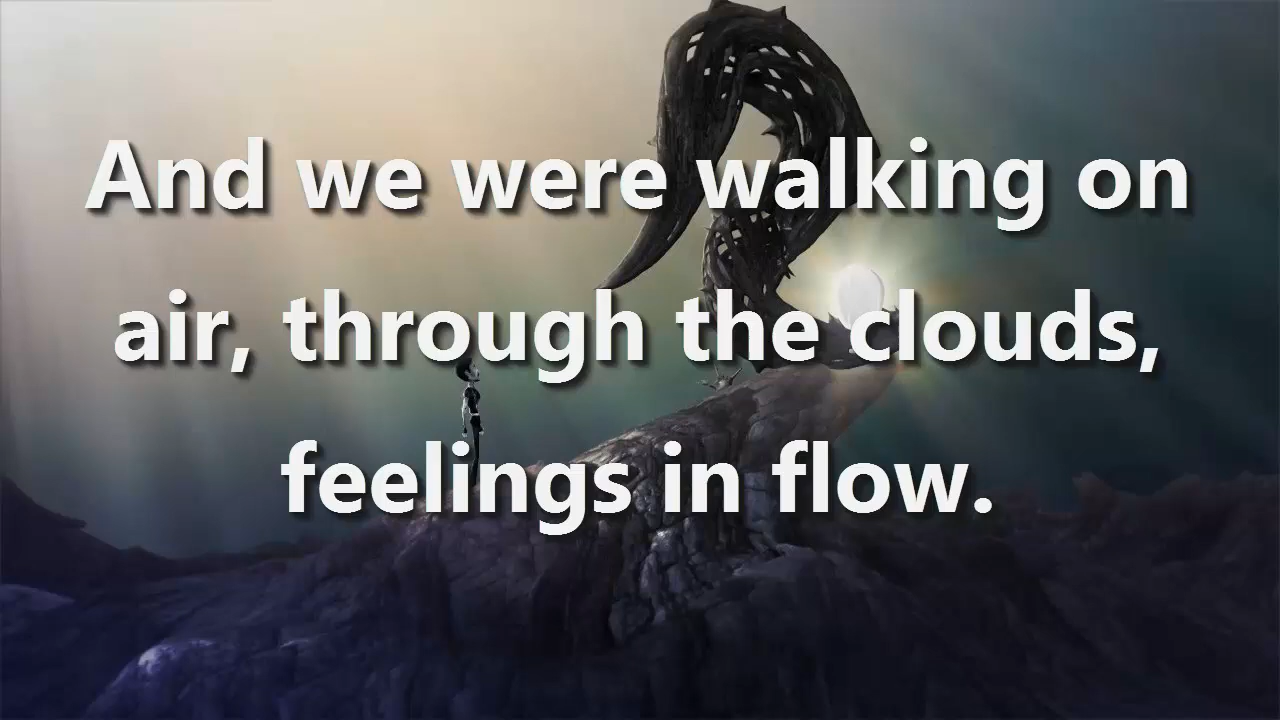 And we were walking on
air, through the clouds,
feelings in flow.